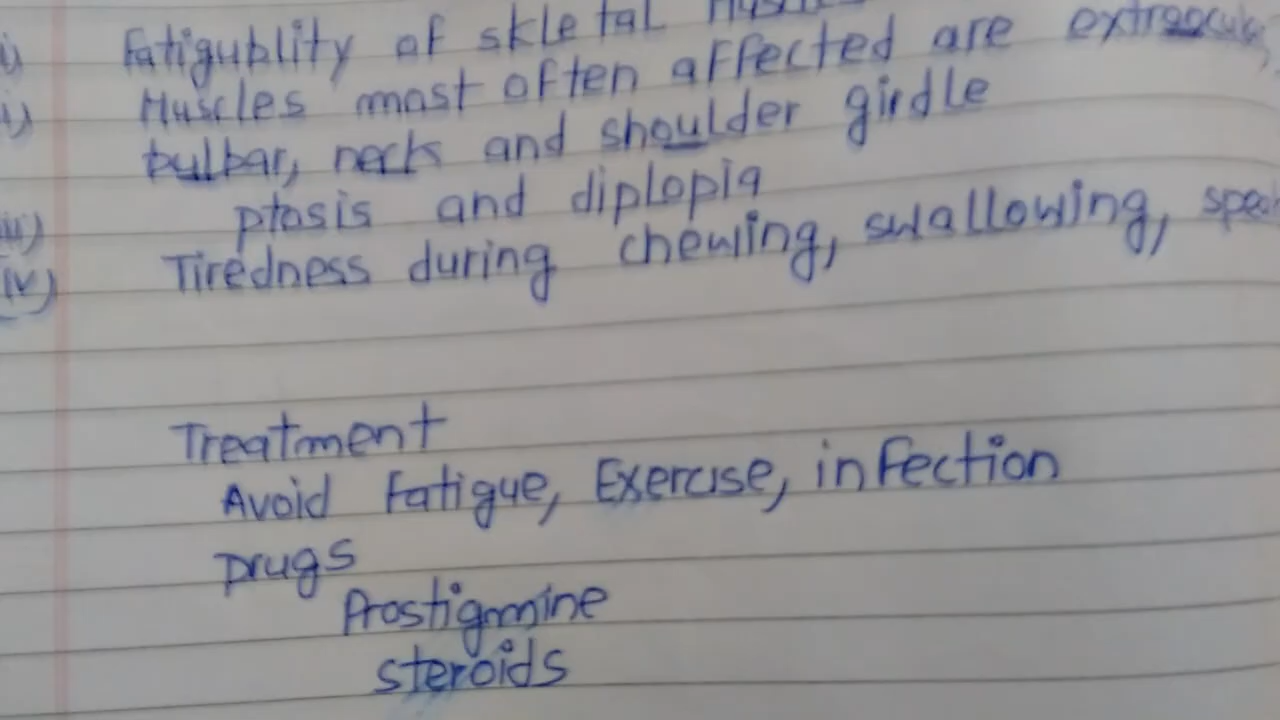 Fatigublity of skletal
Muscles most often affected are
bulbar, neck and shoulder girdle
iii) ptosis and diplopia
(iv) Tiredness during chewing, swallowing,
Treatment
Avoid Fatigue, Exercise, infection
Drugs
Prostigmine
steroids